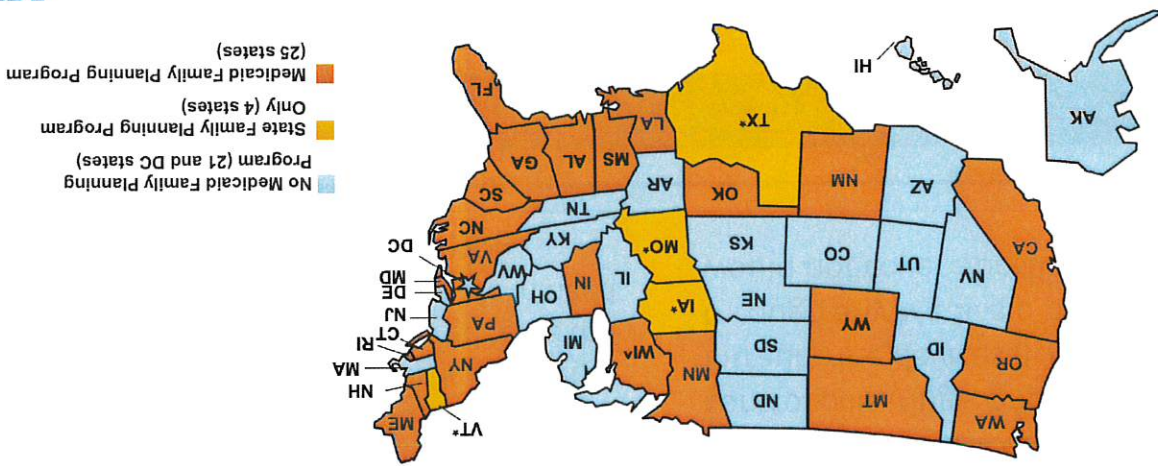 WA
MT
ND
MN
VT*
ME
OR
ID
SD
WI^
MI
NY
NH
MA
RI
CT
WY
NE
IA*
PA
NJ
DE
MD
DC
NV
UT
CO
IL
IN
OH
WV
VA
CA
KS
MO*
KY
NC
AZ
NM
OK
AR
TN
SC
MS
AL
GA
TX*
LA
FL
AK
HI
No Medicaid Family Planning
Program (21 and DC states)
State Family Planning Program
Only (4 states)
Medicaid Family Planning Program
(25 states)